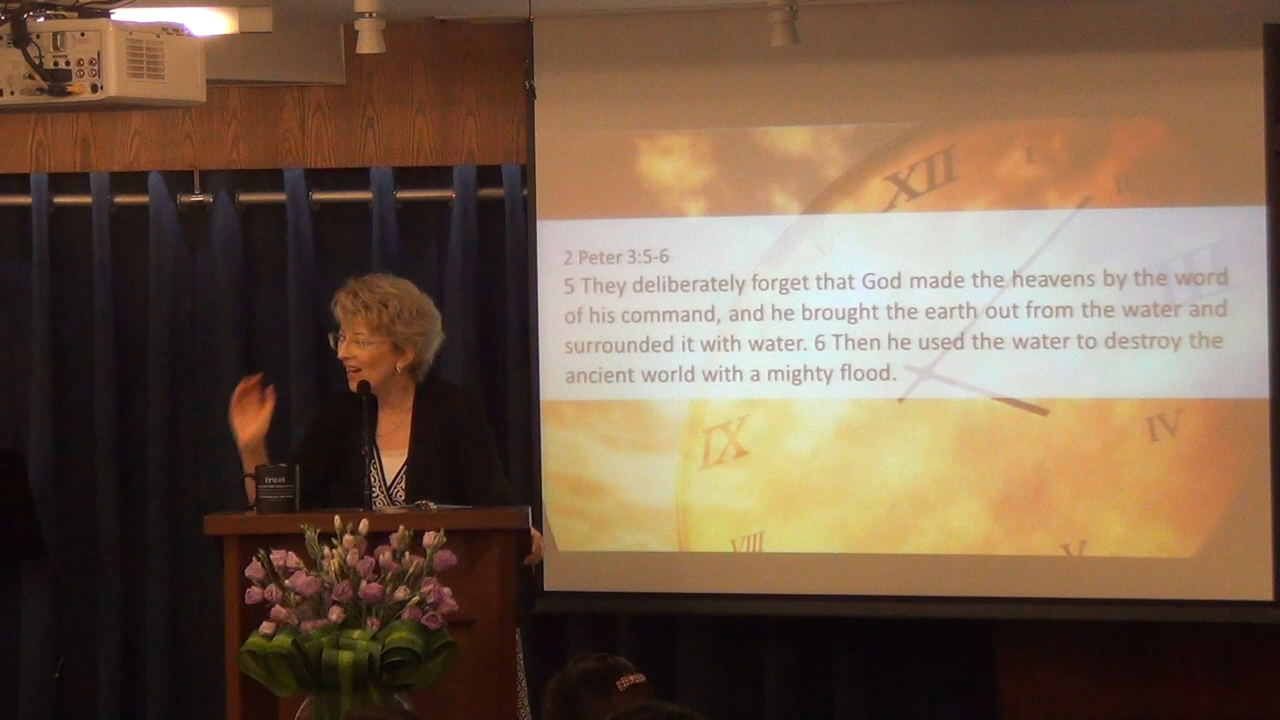 XII
2 Peter 3:5-6
5 They deliberately forget that God made the heavens by the word
of his command, and he brought the earth out from the water and
surrounded it with water. 6 Then he used the water to destroy the
ancient world with a mighty flood.
IX
IV
VIII
V
trust